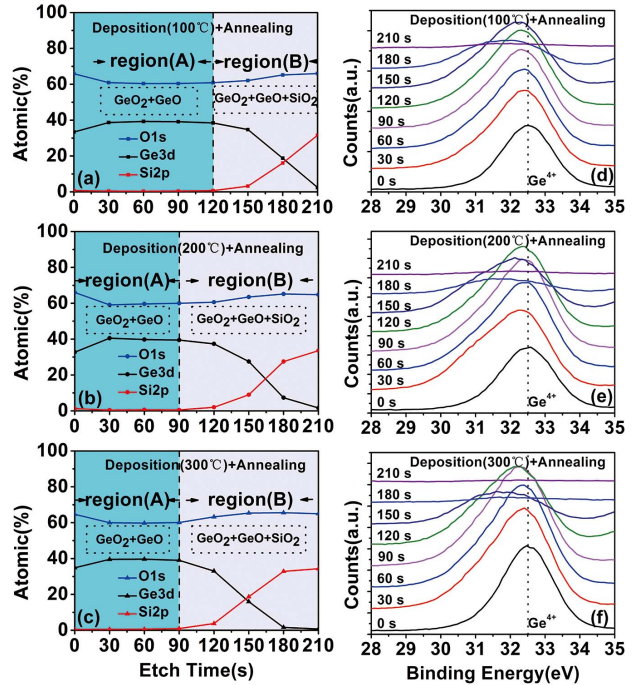 Deposition(100℃)+Annealing
region(A)
region(B)
GeO2+GeO
GeO2+GeO+SiO2
O1s
Ge3d
Si2p
(a)
Atomic(%)
100
80
60
40
20
0
0 30 60 90 120 150 180 210
Deposition(100℃)+Annealing
210 s
180 s
150 s
120 s
90 s
60 s
30 s
0 s
Ge4+
(d)
Counts(a.u.)
28 29 30 31 32 33 34 35
Deposition(200℃)+Annealing
region(A)
region(B)
GeO2+GeO
GeO2+GeO+SiO2
O1s
Ge3d
Si2p
(b)
Atomic(%)
100
80
60
40
20
0
0 30 60 90 120 150 180 210
Deposition(200℃)+Annealing
210 s
180 s
150 s
120 s
90 s
60 s
30 s
0 s
Ge4+
(e)
Counts(a.u.)
28 29 30 31 32 33 34 35
Deposition(300℃)+Annealing
region(A)
region(B)
GeO2+GeO
GeO2+GeO+SiO2
O1s
Ge3d
Si2p
(c)
Atomic(%)
100
80
60
40
20
0
0 30 60 90 120 150 180 210
Etch Time(s)
Deposition(300℃)+Annealing
210 s
180 s
150 s
120 s
90 s
60 s
30 s
0 s
Ge4+
(f)
Counts(a.u.)
28 29 30 31 32 33 34 35
Binding Energy(eV)